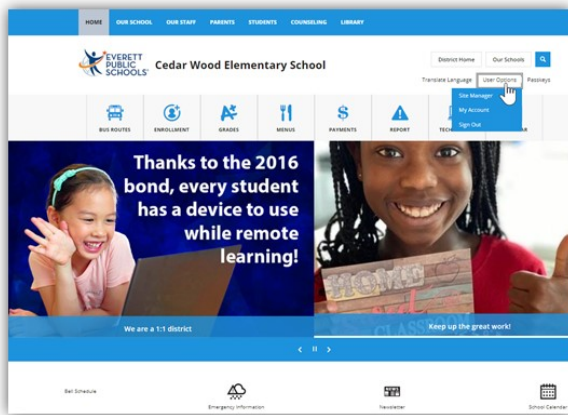 HOME OUR SCHOOL OUR STAFF PARENTS STUDENTS COUNSELING LIBRARY
EVERETT
PUBLIC
SCHOOLS
Cedar Wood Elementary School
District Home Our Schools
Translate Language User Options Passkeys
Site Manager
My Account
Sign Out
BUS ROUTES ENROLLMENT GRADES MENUS PAYMENTS REPORT
Thanks to the 2016
bond, every student
has a device to use
while remote
learning!
HOME
CLASSROOM
We are a 1:1 district
Keep up the great work!
Bell Schedule Emergency Information Newsletter School Calendar